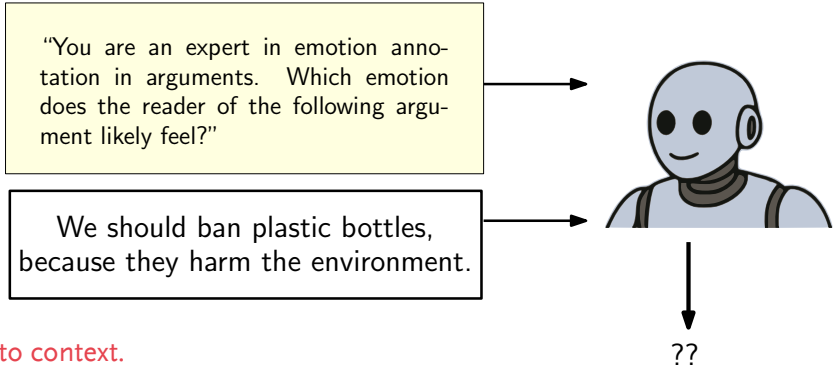 “You are an expert in emotion anno-
tation in arguments. Which emotion
does the reader of the following argu-
ment likely feel?”
We should ban plastic bottles,
because they harm the environment.
to context.
??